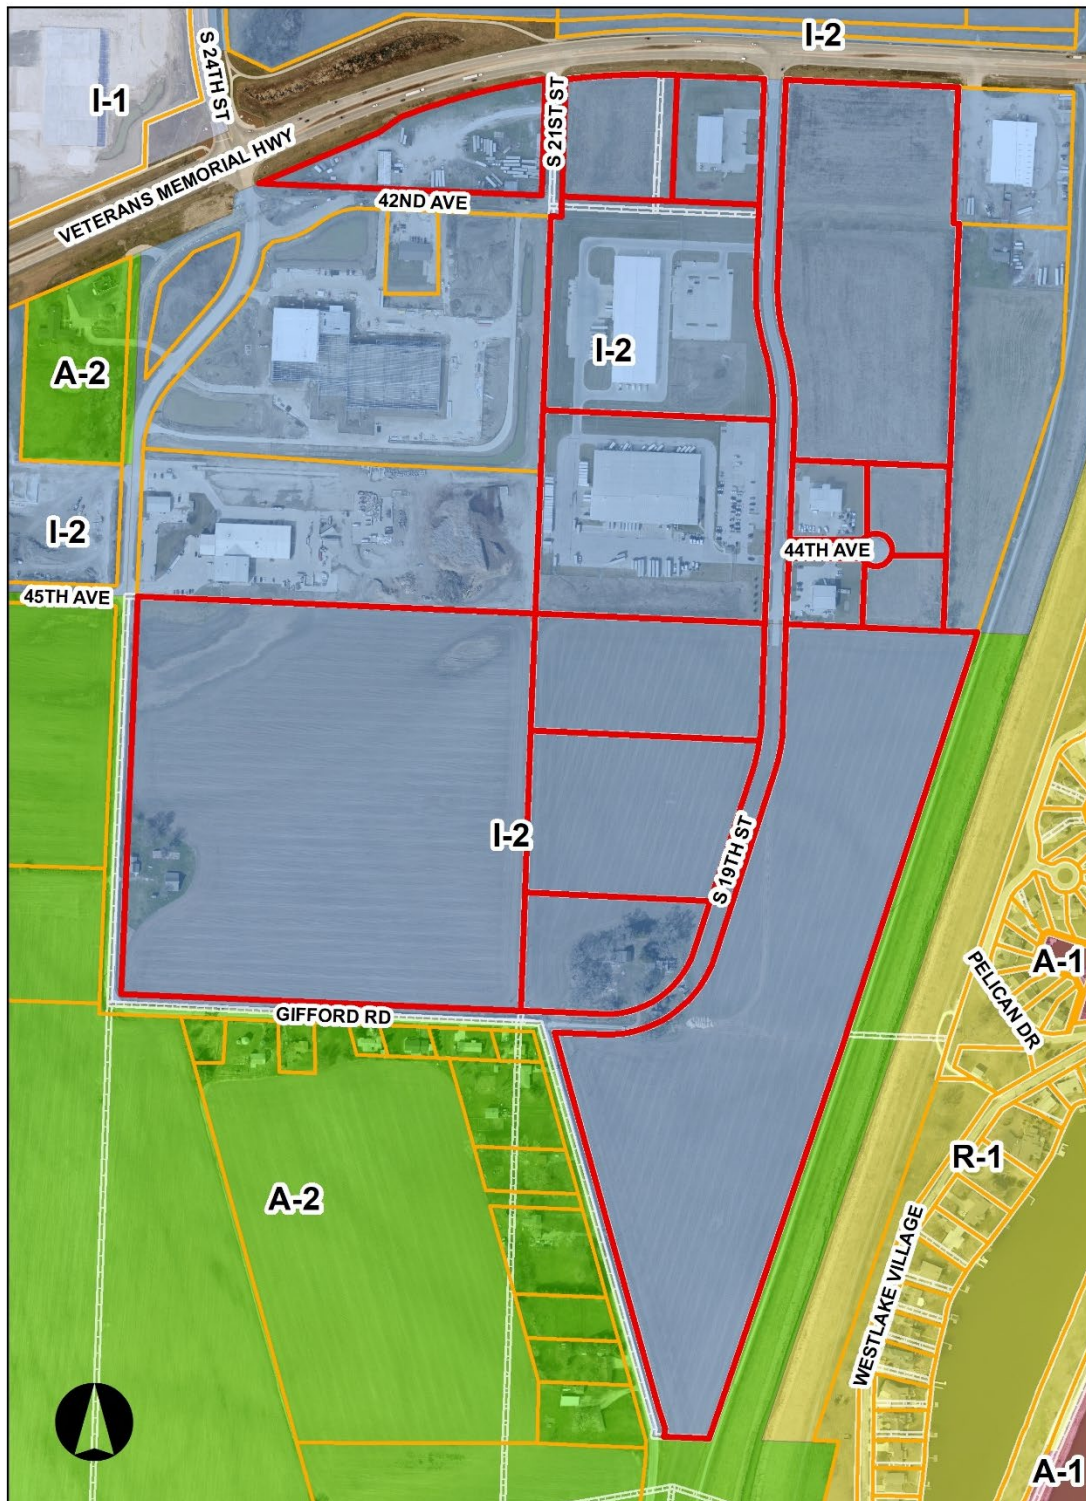 I-2
S 24TH ST
I-1
S 21ST ST
VETERANS MEMORIAL HWY
42ND AVE
I-2
A-2
I-2
44TH AVE
45TH AVE
I-2
S 19TH ST
A-1
PELICAN DR
GIFFORD RD
R-1
A-2
WESTLAKE VILLAGE
A-1